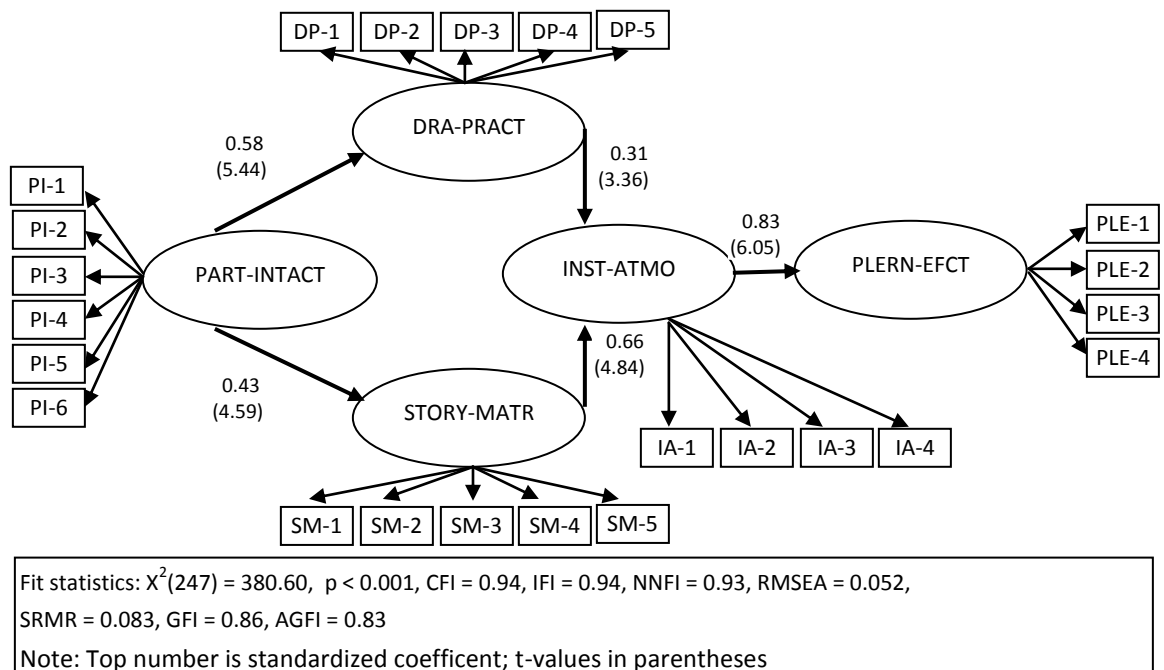 DP-1 DP-2 DP-3 DP-4 DP-5
DRA-PRACT
0.58
(5.44)
0.31
(3.36)
PI-1
PI-2
PI-3
PI-4
PI-5
PI-6
PART-INTACT
INST-ATMO
0.83
(6.05)
PLERN-EFCT
PLE-1
PLE-2
PLE-3
PLE-4
0.43
(4.59)
0.66
(4.84)
STORY-MATR
IA-1 IA-2 IA-3 IA-4
SM-1 SM-2 SM-3 SM-4 SM-5
Fit statistics: X²(247) = 380.60, p < 0.001, CFI = 0.94, IFI = 0.94, NNFI = 0.93, RMSEA = 0.052,
SRMR = 0.083, GFI = 0.86, AGFI = 0.83
Note: Top number is standardized coefficent; t-values in parentheses